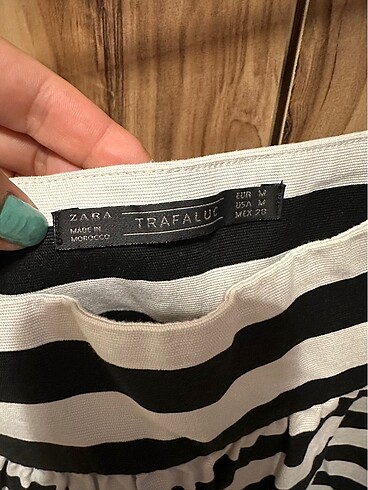 ZARA
MADE IN
MOROCCO
TRAFALUC
EUR M
USA M
MEX 28